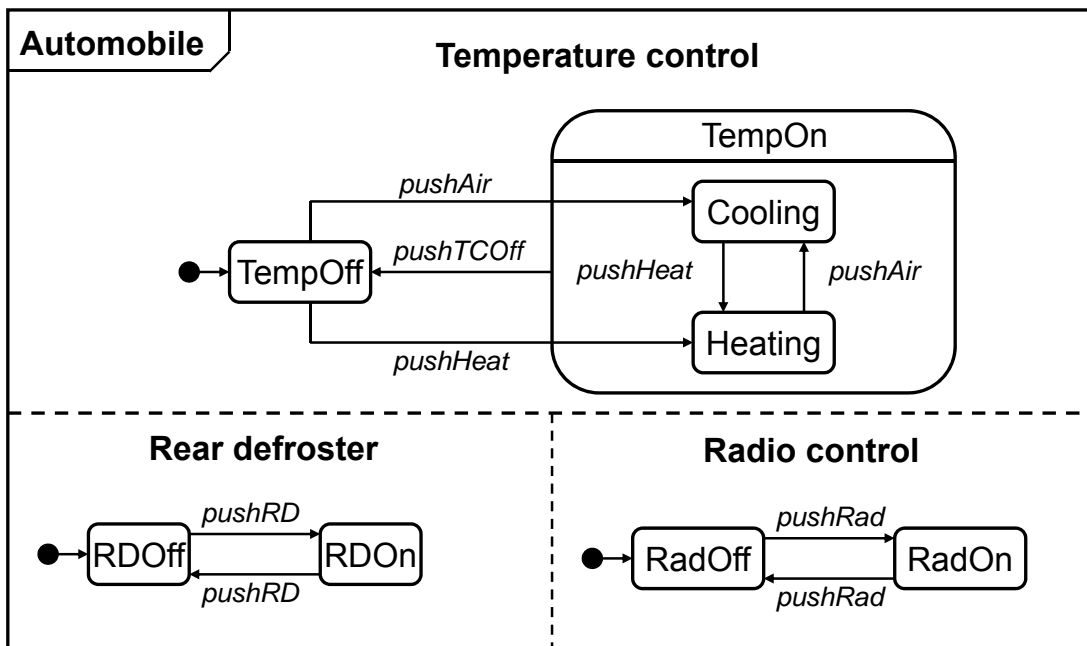 Automobile
Temperature control
TempOn
pushAir
Cooling
TempOff
pushTCOff
pushHeat
pushAir
pushHeat
Heating
Rear defroster
Radio control
pushRD
RDOff
RDOn
pushRD
pushRad
RadOff
RadOn
pushRad